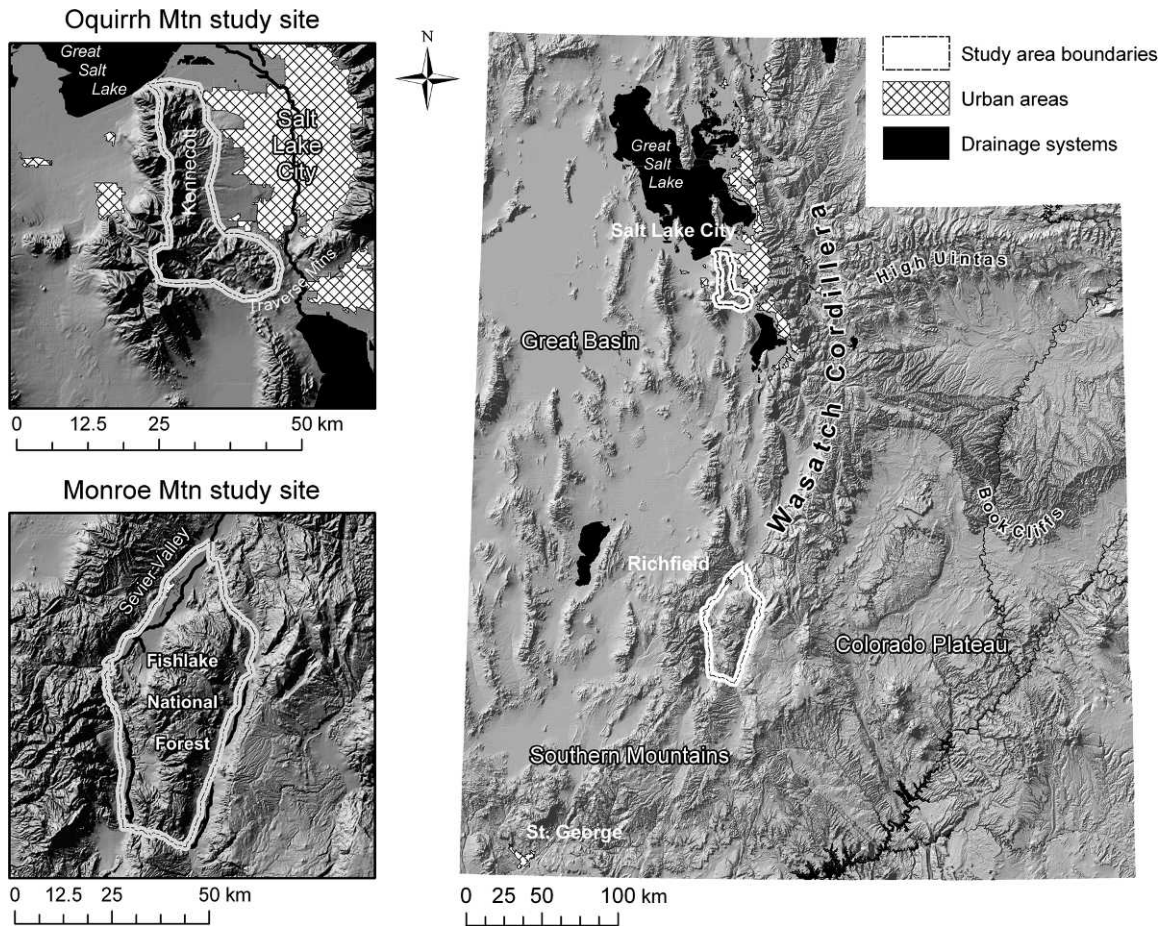 Oquirrh Mtn study site
Great
Salt
Lake
Kennecott
Salt
Lake
City
Traverse Mtns.
0 12.5 25 50 km
Monroe Mtn study site
Sevier Valley
Fishlake
National
Forest
0 12.5 25 50 km
N
Study area boundaries
Urban areas
Drainage systems
Great
Salt
Lake
Salt Lake City
High Uintas
Wasatch Cordillera
Great Basin
Book Cliffs
Richfield
Colorado Plateau
Southern Mountains
St. George
0 25 50 100 km